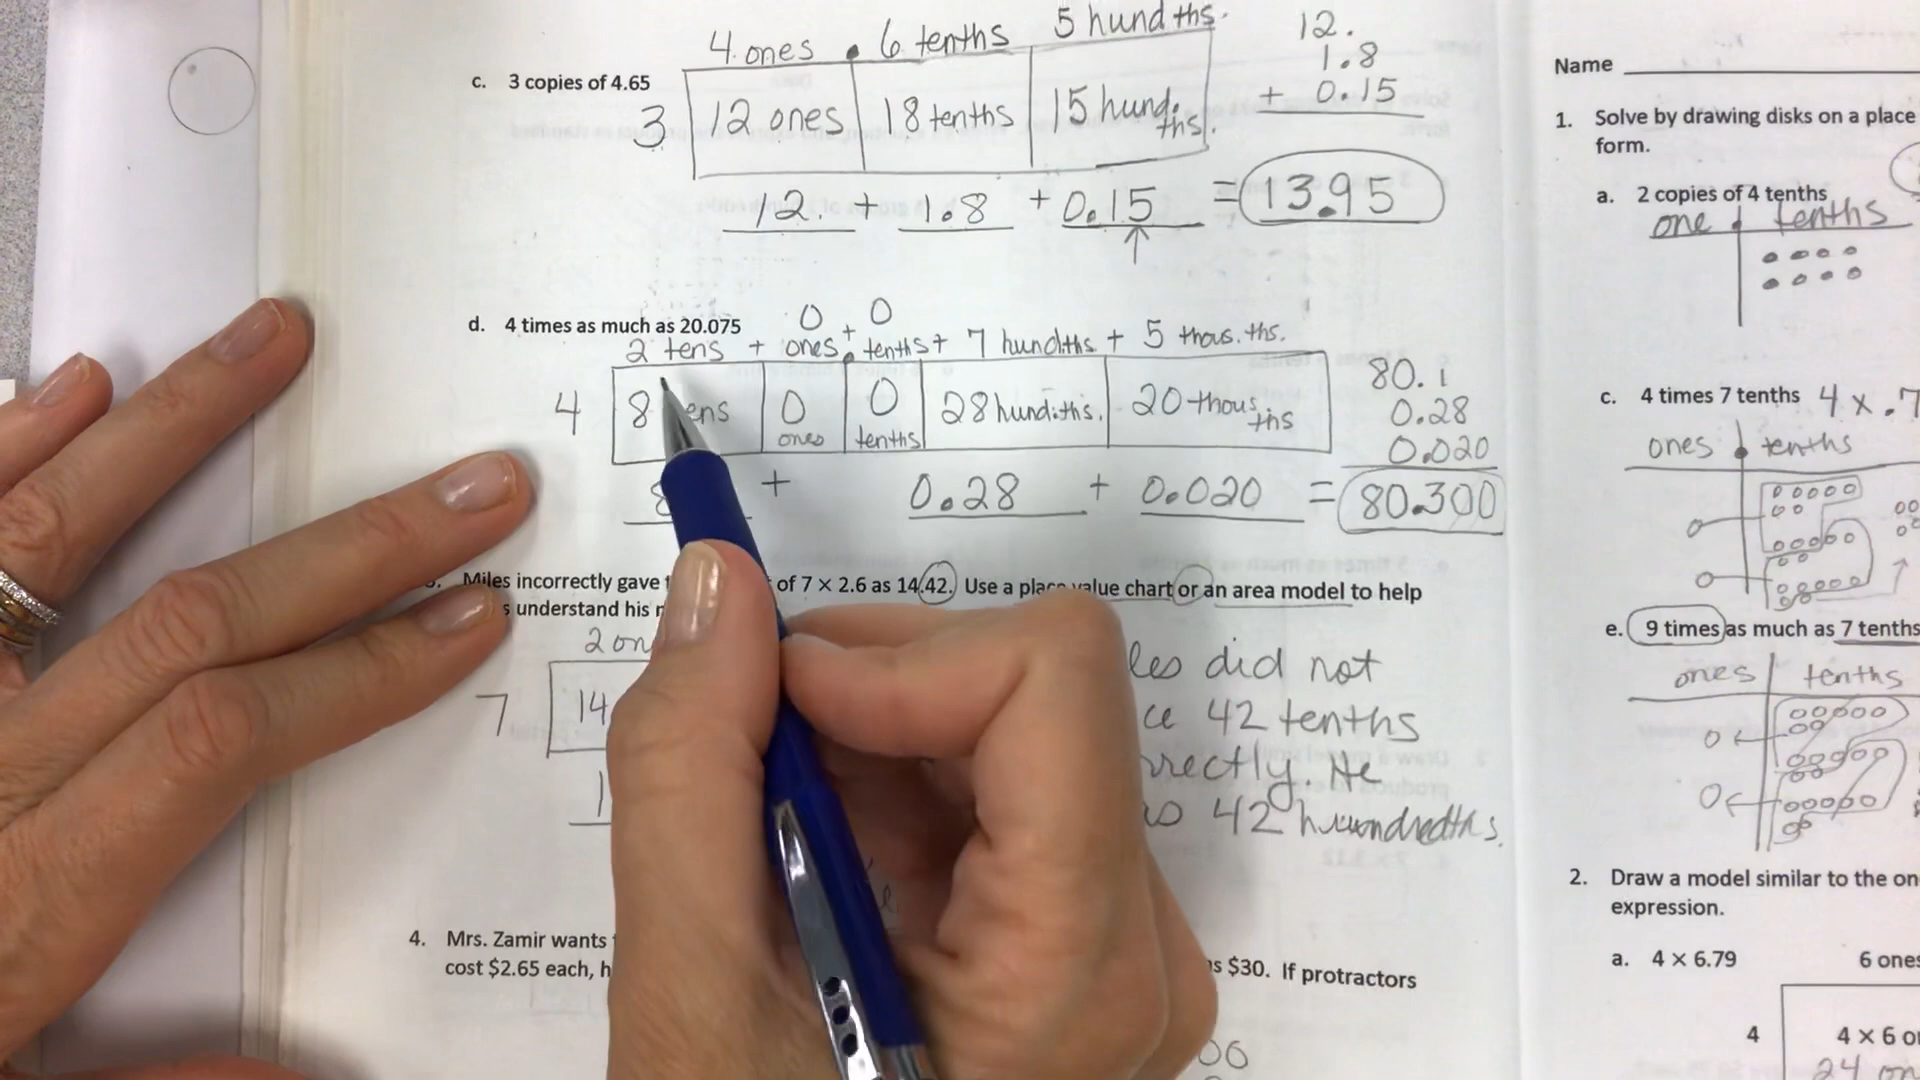 4 ones . 6 tenths 5 hundths.
c. 3 copies of 4.65
3 12 ones 18 tenths 15 hund. ths.
12. + 1.8 + 0.15 = 13.95
12.
1.8
+ 0.15
d. 4 times as much as 20.075
0 0
2 tens + ones + . tenths + 7 hundths + 5 thous. ths.
4 8 ens 0 ones 0 tenths 28 hund.ths. 20 thous ths
8 + 0.28 + 0.020 = 80.300
80.
0.28
0.020
Miles incorrectly gave of 7 × 2.6 as 14.42. Use a place value chart or an area model to help
s understand his
2 on
7 14
1
les did not
ce 42 tenths
rrectly. He
42 hundredths.
4. Mrs. Zamir wants
cost $2.65 each, h
s $30. If protractors
00
Name
1. Solve by drawing disks on a place
form.
a. 2 copies of 4 tenths
one . tenths
c. 4 times 7 tenths 4 x .7
ones . tenths
e. 9 times as much as 7 tenths
ones tenths
2. Draw a model similar to the on
expression.
a. 4 × 6.79 6 ones
4 4 × 6 o
24 on